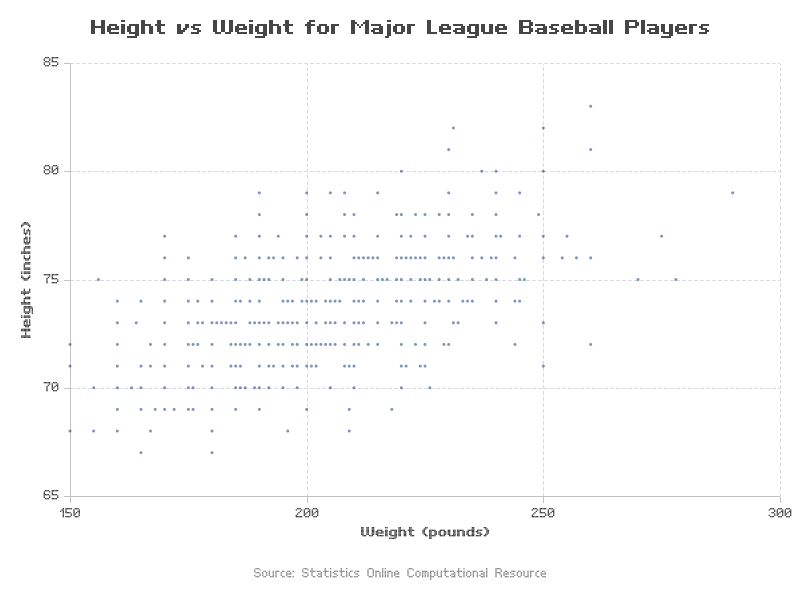 Height vs Weight for Major League Baseball Players
85
80
75
70
65
Height (inches)
150
200
250
300
Weight (pounds)
Source: Statistics Online Computational Resource